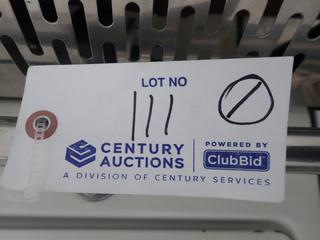 LOT NO
111
CENTURY AUCTIONS
POWERED BY
ClubBid
A DIVISION OF CENTURY SERVICES